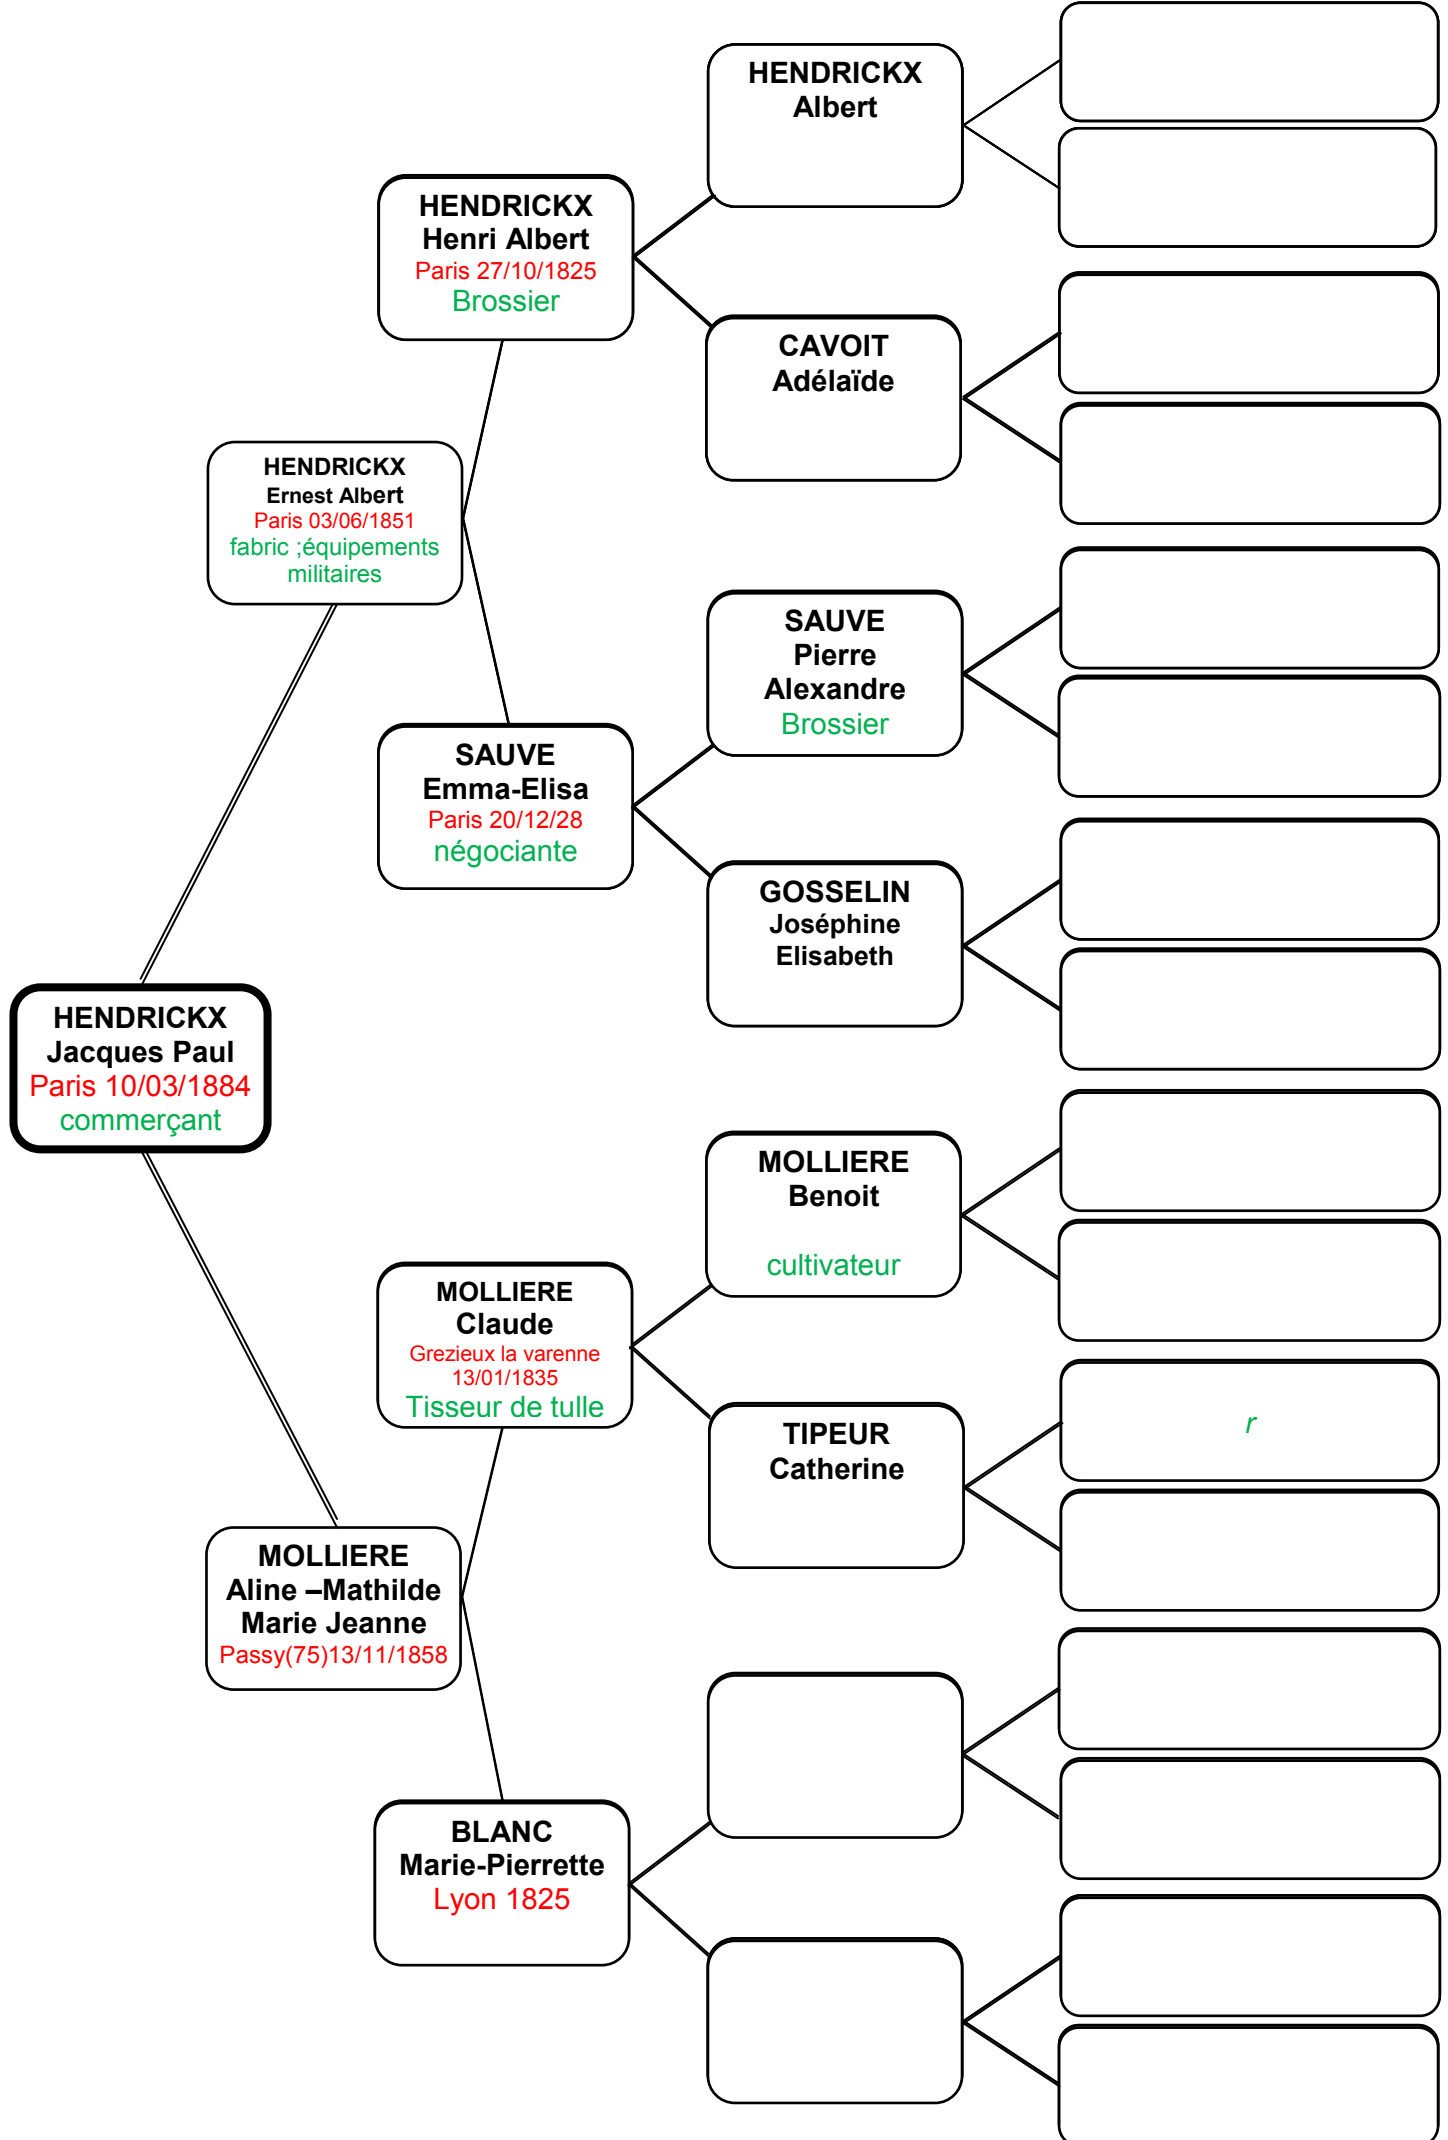 HENDRICKX
Albert
HENDRICKX
Henri Albert
Paris 27/10/1825
Brossier
CAVOIT
Adélaïde
HENDRICKX
Ernest Albert
Paris 03/06/1851
fabric ;équipements
militaires
SAUVE
Pierre
Alexandre
Brossier
SAUVE
Emma-Elisa
Paris 20/12/28
négociante
GOSSELIN
Joséphine
Elisabeth
HENDRICKX
Jacques Paul
Paris 10/03/1884
commerçant
MOLLIERE
Benoit
cultivateur
MOLLIERE
Claude
Grezieux la varenne
13/01/1835
Tisseur de tulle
TIPEUR
Catherine
r
MOLLIERE
Aline –Mathilde
Marie Jeanne
Passy(75)13/11/1858
BLANC
Marie-Pierrette
Lyon 1825